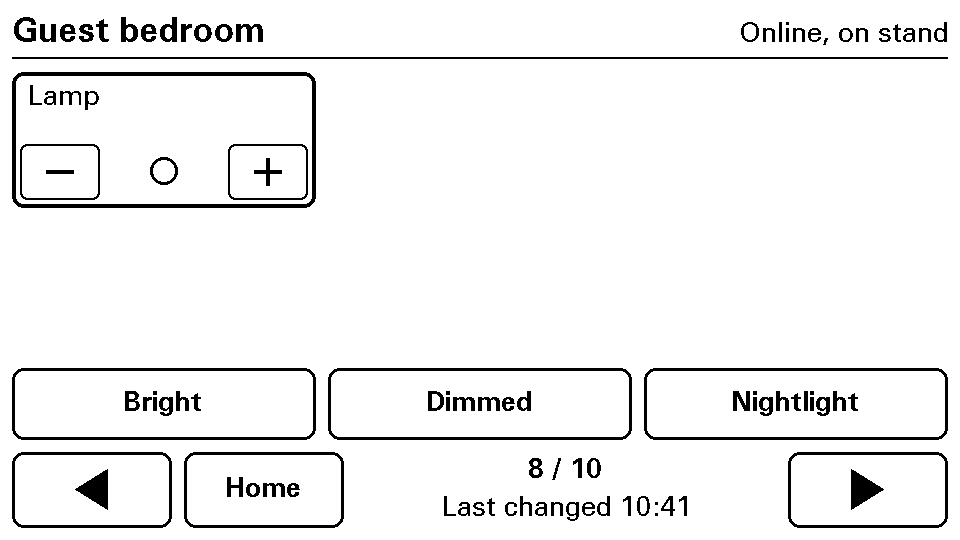 Guest bedroom
Online, on stand
Lamp
Bright
Dimmed
Nightlight
Home
8 / 10
Last changed 10:41